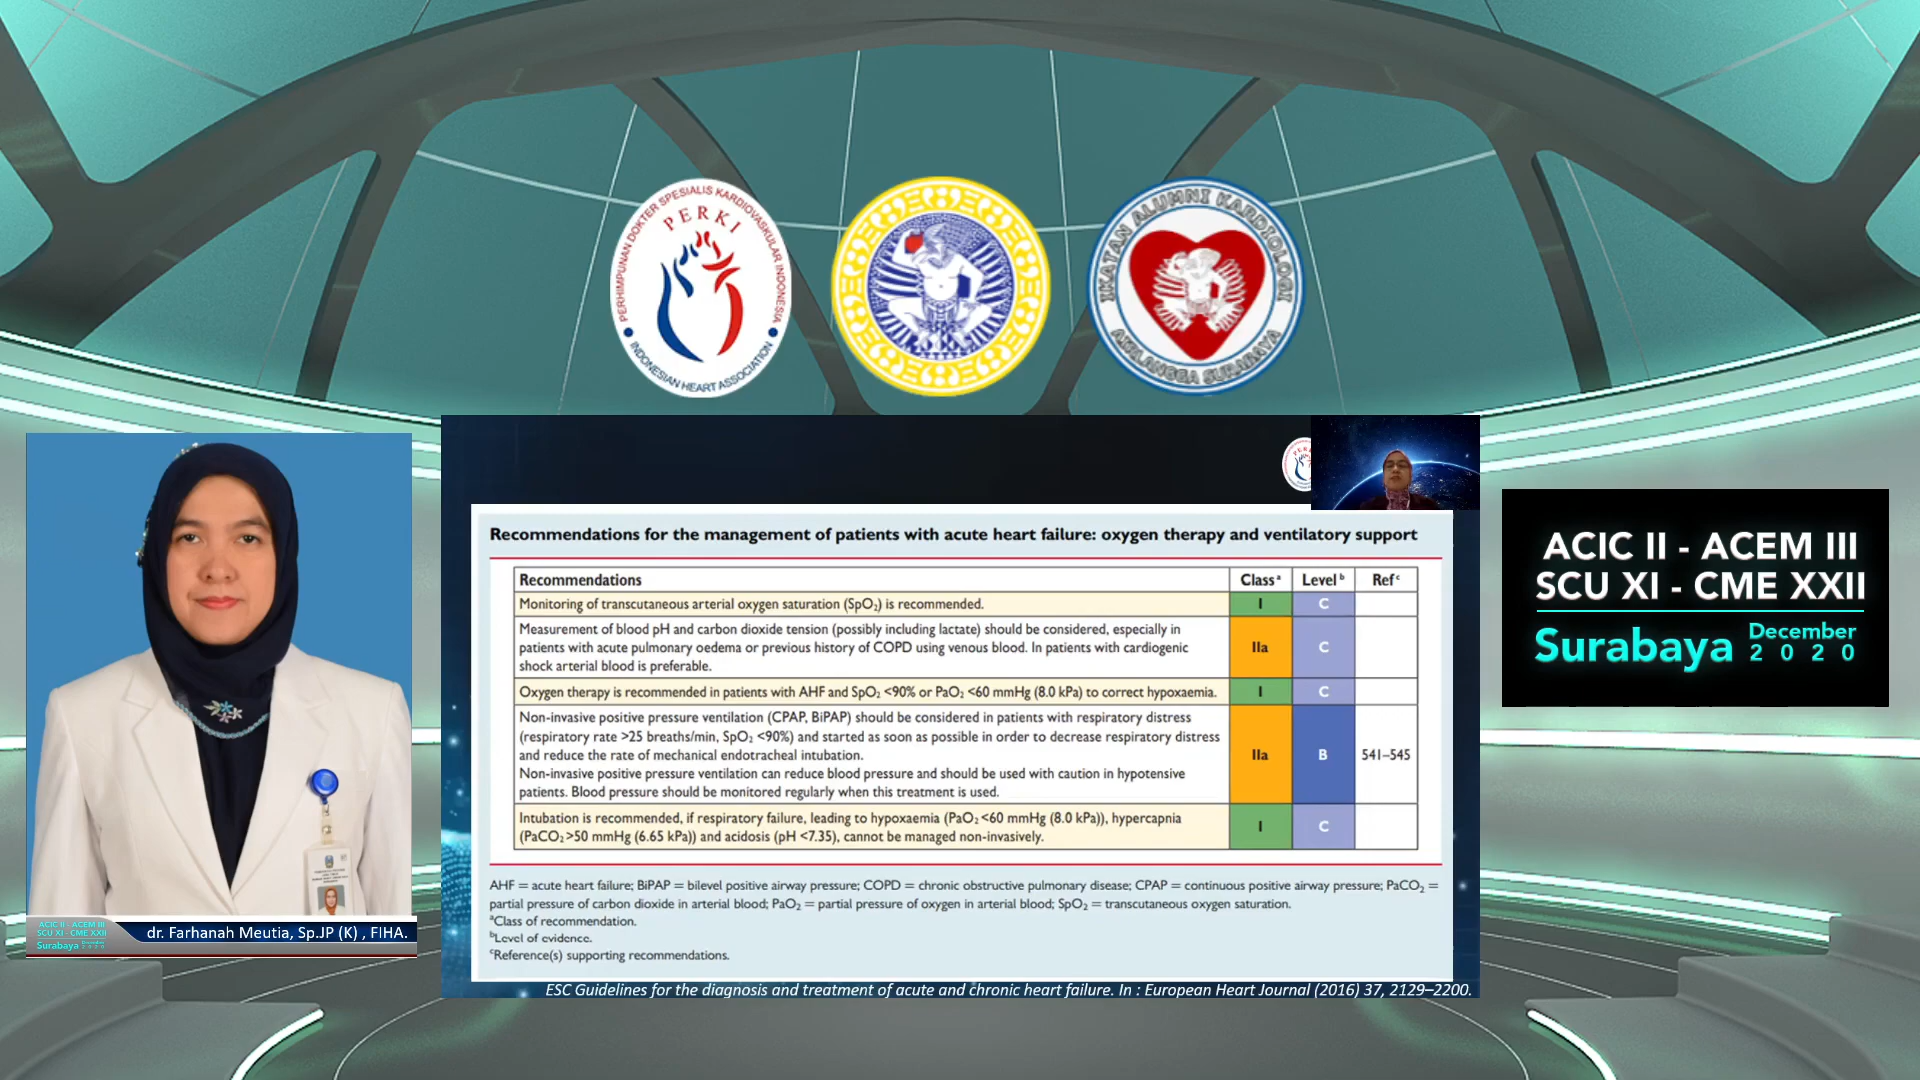 PERHIMPUNAN DOKTER SPESIALIS KARDIOVASKULAR INDONESIA
PERKI
INDONESIAN HEART ASSOCIATION
IKATAN ALUMNI KARDIOLOGI
AIRLANGGA SURABAYA
Recommendations for the management of patients with acute heart failure: oxygen therapy and ventilatory support
Recommendations Class a Level b Ref c
Monitoring of transcutaneous arterial oxygen saturation (SpO2) is recommended. I C
Measurement of blood pH and carbon dioxide tension (possibly including lactate) should be considered, especially in
patients with acute pulmonary oedema or previous history of COPD using venous blood. In patients with cardiogenic
shock arterial blood is preferable.
IIa C
Oxygen therapy is recommended in patients with AHF and SpO2 <90% or PaO2 <60 mmHg (8.0 kPa) to correct hypoxaemia. I C
Non-invasive positive pressure ventilation (CPAP, BiPAP) should be considered in patients with respiratory distress
(respiratory rate >25 breaths/min, SpO2 <90%) and started as soon as possible in order to decrease respiratory distress
and reduce the rate of mechanical endotracheal intubation.
Non-invasive positive pressure ventilation can reduce blood pressure and should be used with caution in hypotensive
patients. Blood pressure should be monitored regularly when this treatment is used.
IIa B 541–545
Intubation is recommended, if respiratory failure, leading to hypoxaemia (PaO2 <60 mmHg (8.0 kPa)), hypercapnia
(PaCO2 >50 mmHg (6.65 kPa)) and acidosis (pH <7.35), cannot be managed non-invasively.
I C
AHF = acute heart failure; BiPAP = bilevel positive airway pressure; COPD = chronic obstructive pulmonary disease; CPAP = continuous positive airway pressure; PaCO2 =
partial pressure of carbon dioxide in arterial blood; PaO2 = partial pressure of oxygen in arterial blood; SpO2 = transcutaneous oxygen saturation.
aClass of recommendation.
bLevel of evidence.
cReference(s) supporting recommendations.
ESC Guidelines for the diagnosis and treatment of acute and chronic heart failure. In : European Heart Journal (2016) 37, 2129–2200.
ACIC II - ACEM III
SCU XI - CME XXII
Surabaya December
2020
ACIC II - ACEM III
SCU XI - CME XXII
Surabaya December
2020
dr. Farhanah Meutia, Sp.JP (K) , FIHA.